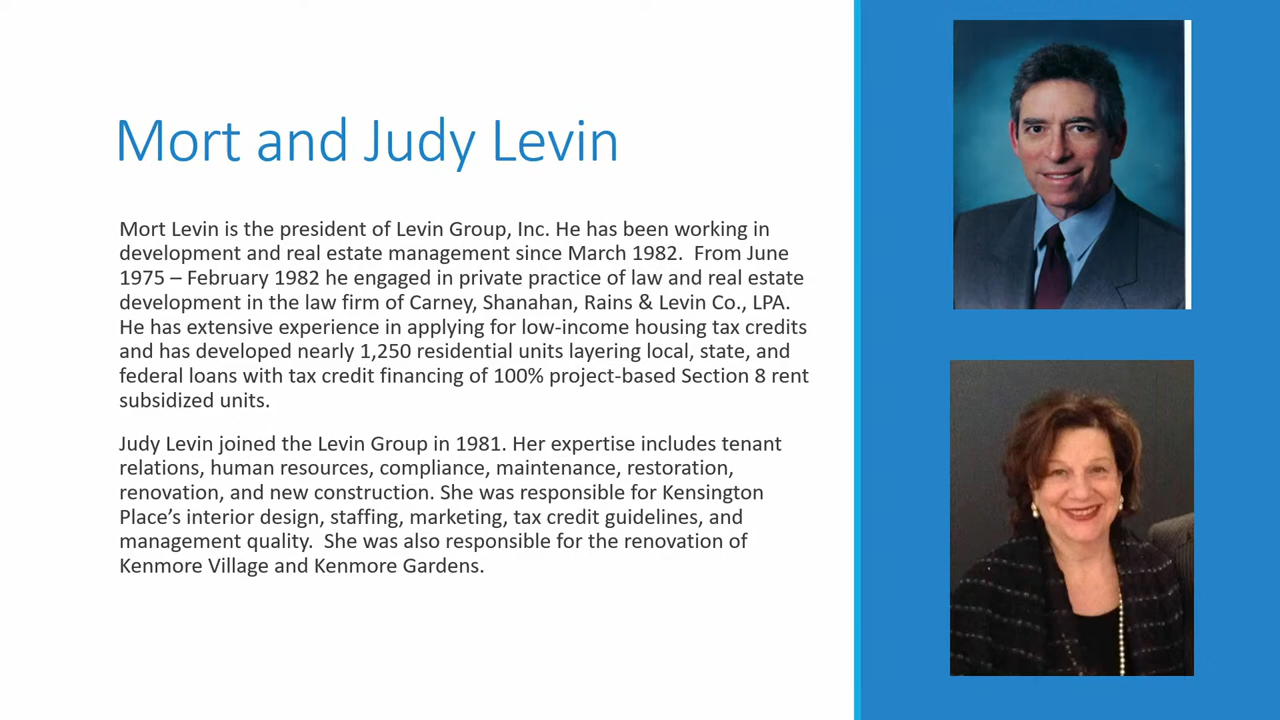 Mort and Judy Levin
Mort Levin is the president of Levin Group, Inc. He has been working in
development and real estate management since March 1982.  From June
1975 – February 1982 he engaged in private practice of law and real estate
development in the law firm of Carney, Shanahan, Rains & Levin Co., LPA.
He has extensive experience in applying for low-income housing tax credits
and has developed nearly 1,250 residential units layering local, state, and
federal loans with tax credit financing of 100% project-based Section 8 rent
subsidized units.
Judy Levin joined the Levin Group in 1981. Her expertise includes tenant
relations, human resources, compliance, maintenance, restoration,
renovation, and new construction. She was responsible for Kensington
Place’s interior design, staffing, marketing, tax credit guidelines, and
management quality.  She was also responsible for the renovation of
Kenmore Village and Kenmore Gardens.